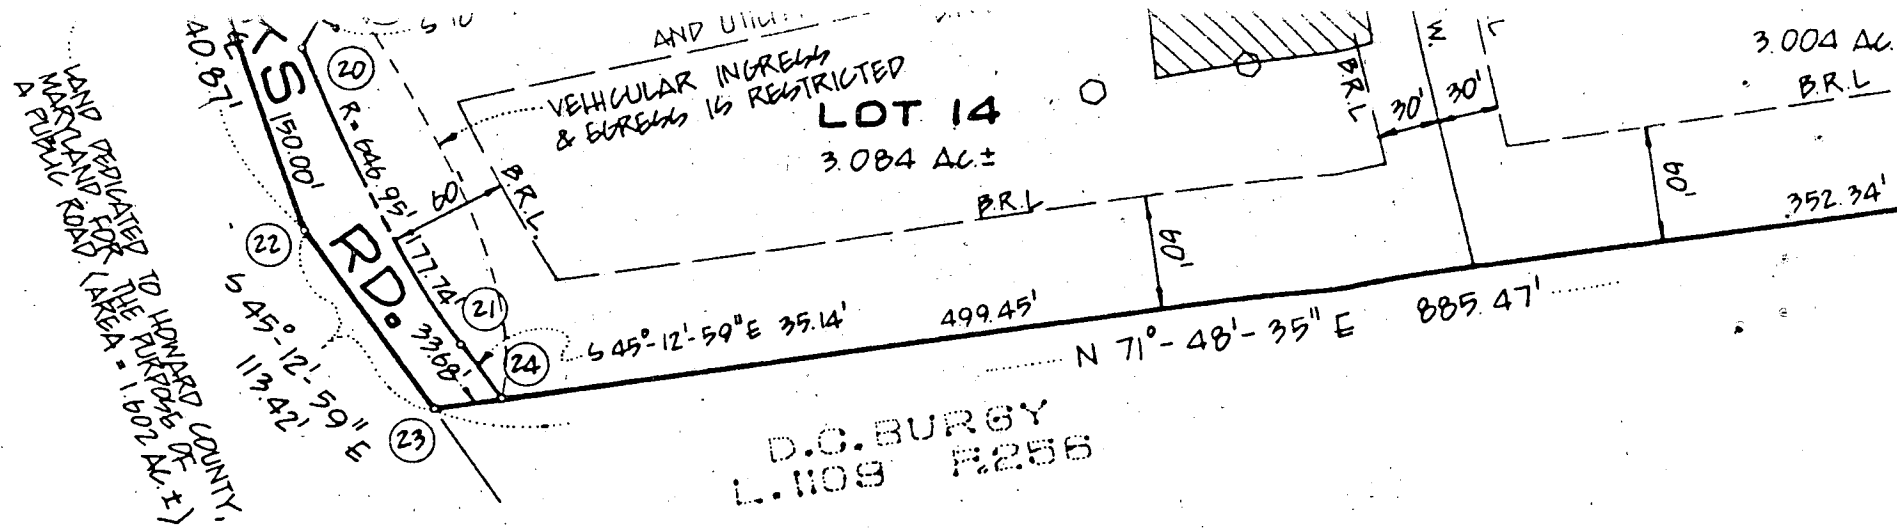 20
AND UTILIT
VEHICULAR INGRESS
& EGRESS IS RESTRICTED
LOT 14
3.084 AC.±
B.R.L
W.
30'
30'
3.004 AC.
B.R.L
60'
352.34'
40.87'
S RD.
150.00'
R=646.95'
60'
B.R.L.
B.R.L
60'
177.74'
21
33.68'
24
S 45°-12'-59"E 35.14'
499.45'
N 71°-48'-35" E
885.47'
22
S 45°-12'-59" E
113.42'
23
LAND DEDICATED TO HOWARD COUNTY,
MARYLAND FOR THE PURPOSE OF
A PUBLIC ROAD (AREA = 1.602 AC.±)
D.C. BURGY
L.1109 F.256